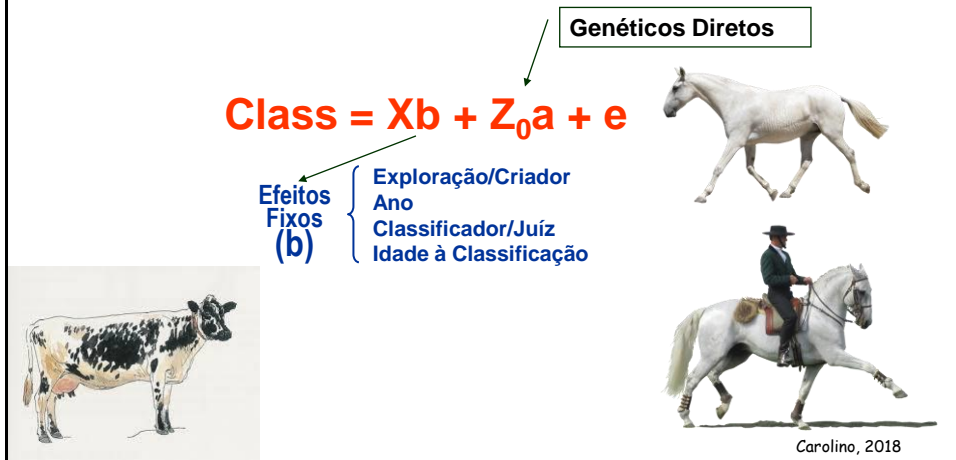 Genéticos Diretos
Class = Xb + Z₀a + e
Efeitos
Fixos
(b)
Exploração/Criador
Ano
Classificador/Juíz
Idade à Classificação
Carolino, 2018